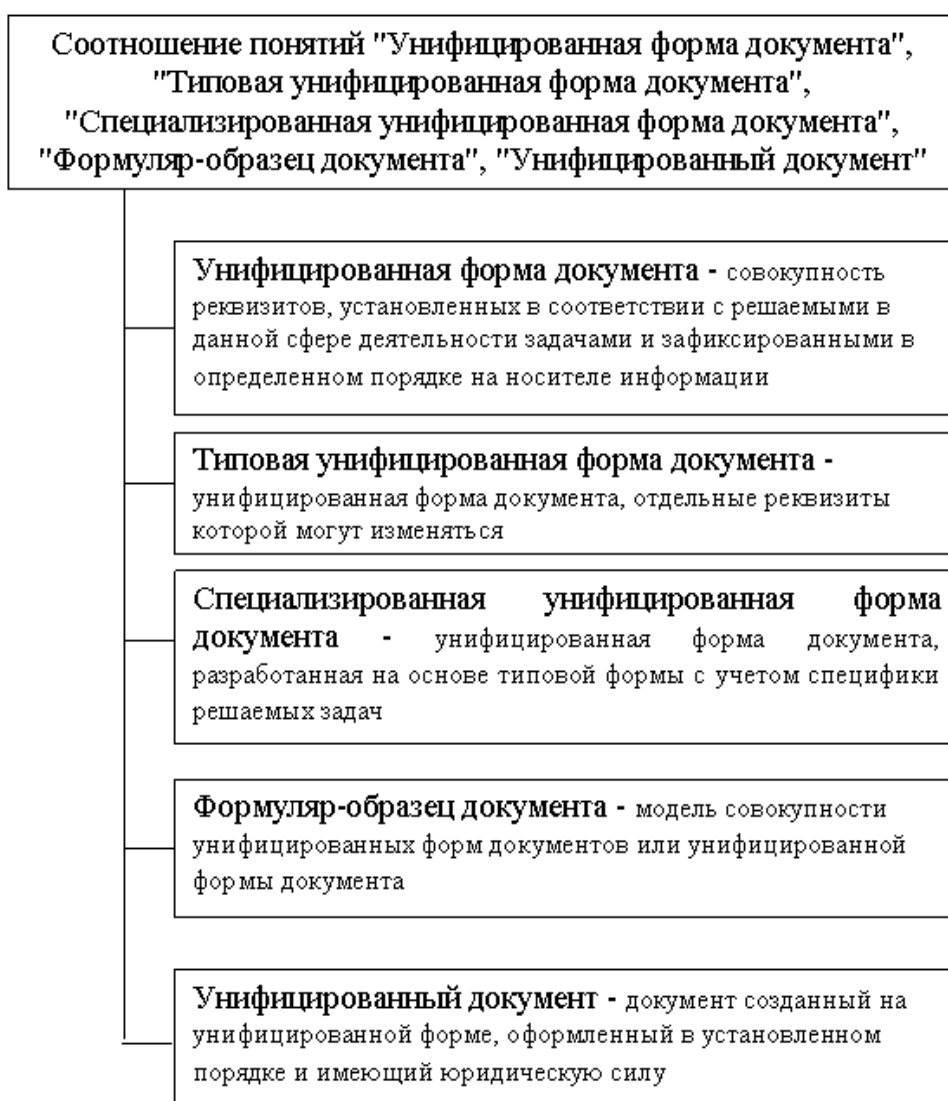 Соотношение понятий "Унифицированная форма документа",
"Типовая унифицированная форма документа",
"Специализированная унифицированная форма документа",
"Формуляр-образец документа", "Унифицированный документ"
Унифицированная форма документа - совокупность
реквизитов, установленных в соответствии с решаемыми в
данной сфере деятельности задачами и зафиксированными в
определенном порядке на носителе информации
Типовая унифицированная форма документа -
унифицированная форма документа, отдельные реквизиты
которой могут изменяться
Специализированная унифицированная форма
документа - унифицированная форма документа,
разработанная на основе типовой формы с учетом специфики
решаемых задач
Формуляр-образец документа - модель совокупности
унифицированных форм документов или унифицированной
формы документа
Унифицированный документ - документ созданный на
унифицированной форме, оформленный в установленном
порядке и имеющий юридическую силу